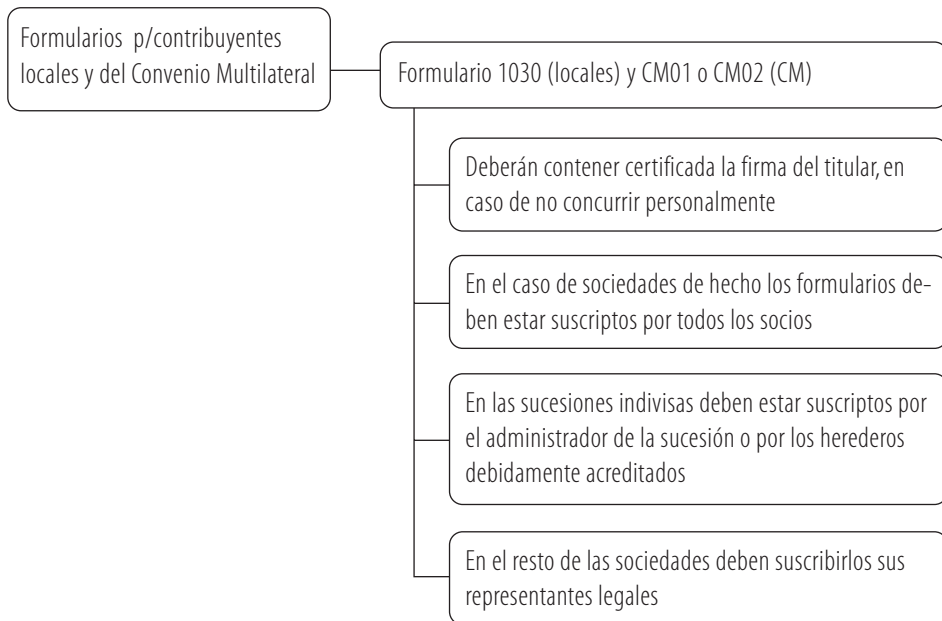 Formularios p/contribuyentes
locales y del Convenio Multilateral
Formulario 1030 (locales) y CM01 o CM02 (CM)
Deberán contener certificada la firma del titular, en
caso de no concurrir personalmente
En el caso de sociedades de hecho los formularios de-
ben estar suscriptos por todos los socios
En las sucesiones indivisas deben estar suscriptos por
el administrador de la sucesión o por los herederos
debidamente acreditados
En el resto de las sociedades deben suscribirlos sus
representantes legales